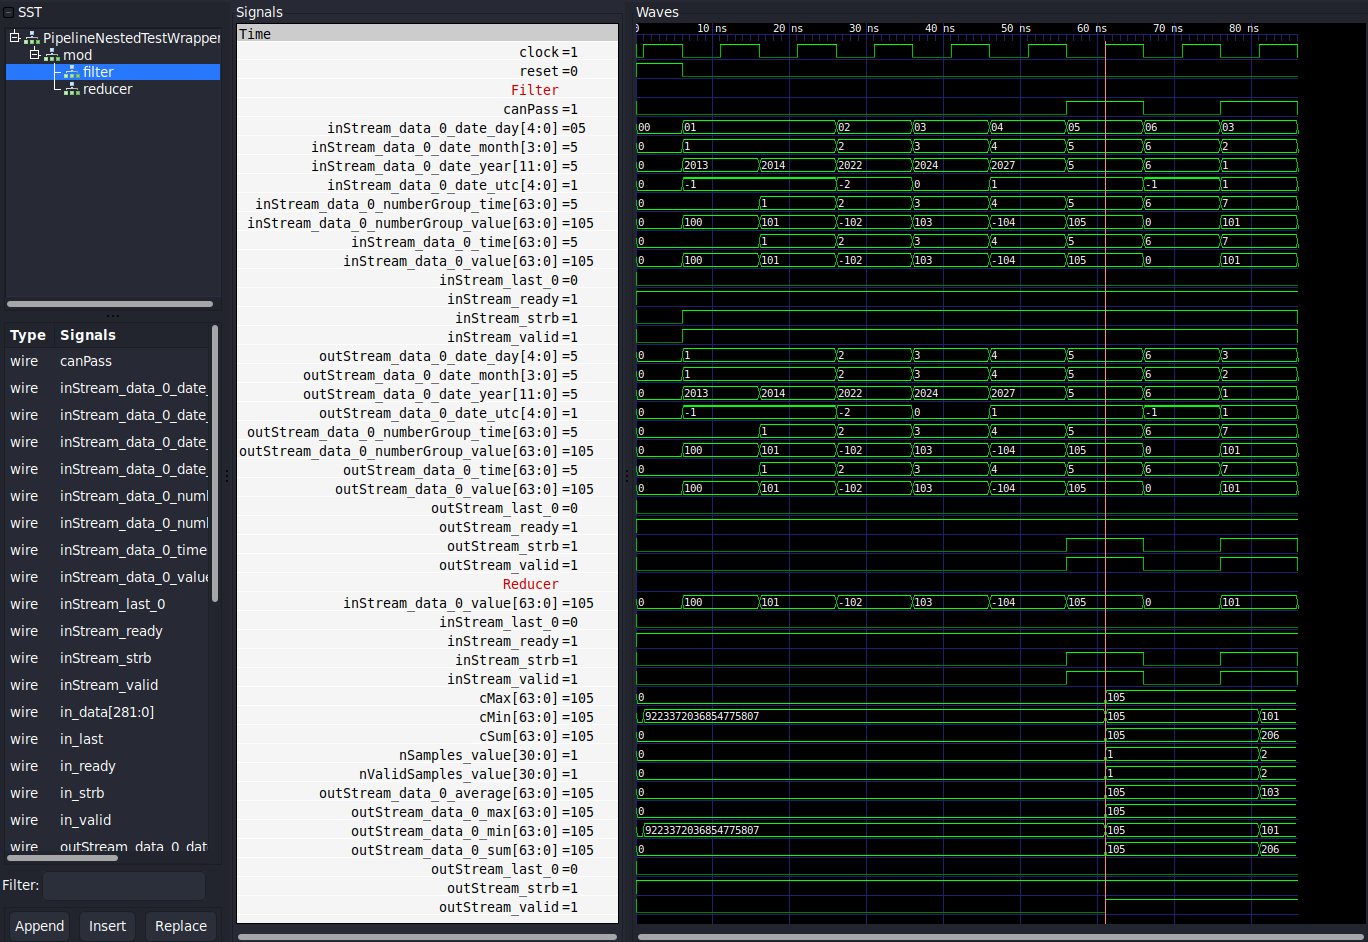 SST
PipelineNestedTestWrapper
mod
filter
reducer
Type Signals
wire canPass
wire inStream_data_0_date_
wire inStream_data_0_date_
wire inStream_data_0_date_
wire inStream_data_0_date_
wire inStream_data_0_numl
wire inStream_data_0_numl
wire inStream_data_0_time
wire inStream_data_0_value
wire inStream_last_0
wire inStream_ready
wire inStream_strb
wire inStream_valid
wire in_data[281:0]
wire in_last
wire in_ready
wire in_strb
wire in_valid
wire outStream_data_0_dat
Filter:
Append Insert Replace
Signals
Time
clock=1
reset=0
Filter
canPass=1
inStream_data_0_date_day[4:0]=05
inStream_data_0_date_month[3:0]=5
inStream_data_0_date_year[11:0]=5
inStream_data_0_date_utc[4:0]=1
inStream_data_0_numberGroup_time[63:0]=5
inStream_data_0_numberGroup_value[63:0]=105
inStream_data_0_time[63:0]=5
inStream_data_0_value[63:0]=105
inStream_last_0=0
inStream_ready=1
inStream_strb=1
inStream_valid=1
outStream_data_0_date_day[4:0]=5
outStream_data_0_date_month[3:0]=5
outStream_data_0_date_year[11:0]=5
outStream_data_0_date_utc[4:0]=1
outStream_data_0_numberGroup_time[63:0]=5
outStream_data_0_numberGroup_value[63:0]=105
outStream_data_0_time[63:0]=5
outStream_data_0_value[63:0]=105
outStream_last_0=0
outStream_ready=1
outStream_strb=1
outStream_valid=1
Reducer
inStream_data_0_value[63:0]=105
inStream_last_0=0
inStream_ready=1
inStream_strb=1
inStream_valid=1
cMax[63:0]=105
cMin[63:0]=105
cSum[63:0]=105
nSamples_value[30:0]=1
nValidSamples_value[30:0]=1
outStream_data_0_average[63:0]=105
outStream_data_0_max[63:0]=105
outStream_data_0_min[63:0]=105
outStream_data_0_sum[63:0]=105
outStream_last_0=0
outStream_strb=1
outStream_valid=1
Waves
0 10 ns 20 ns 30 ns 40 ns 50 ns 60 ns 70 ns 80 ns
00 01 02 03 04 05 06 03
0 1 2 3 4 5 6 2
0 2013 2014 2022 2024 2027 5 6 1
0 -1 -2 0 1 -1 1
0 1 2 3 4 5 6 7
0 100 101 -102 103 -104 105 0 101
0 1 2 3 4 5 6 7
0 100 101 -102 103 -104 105 0 101
0 1 2 3 4 5 6 3
0 1 2 3 4 5 6 2
0 2013 2014 2022 2024 2027 5 6 1
0 -1 -2 0 1 -1 1
0 1 2 3 4 5 6 7
0 100 101 -102 103 -104 105 0 101
0 1 2 3 4 5 6 7
0 100 101 -102 103 -104 105 0 101
0 100 101 -102 103 -104 105 0 101
0 105
9223372036854775807 105 101
0 105 206
0 1 2
0 1 2
0 105 103
0 105
9223372036854775807 105 101
0 105 206